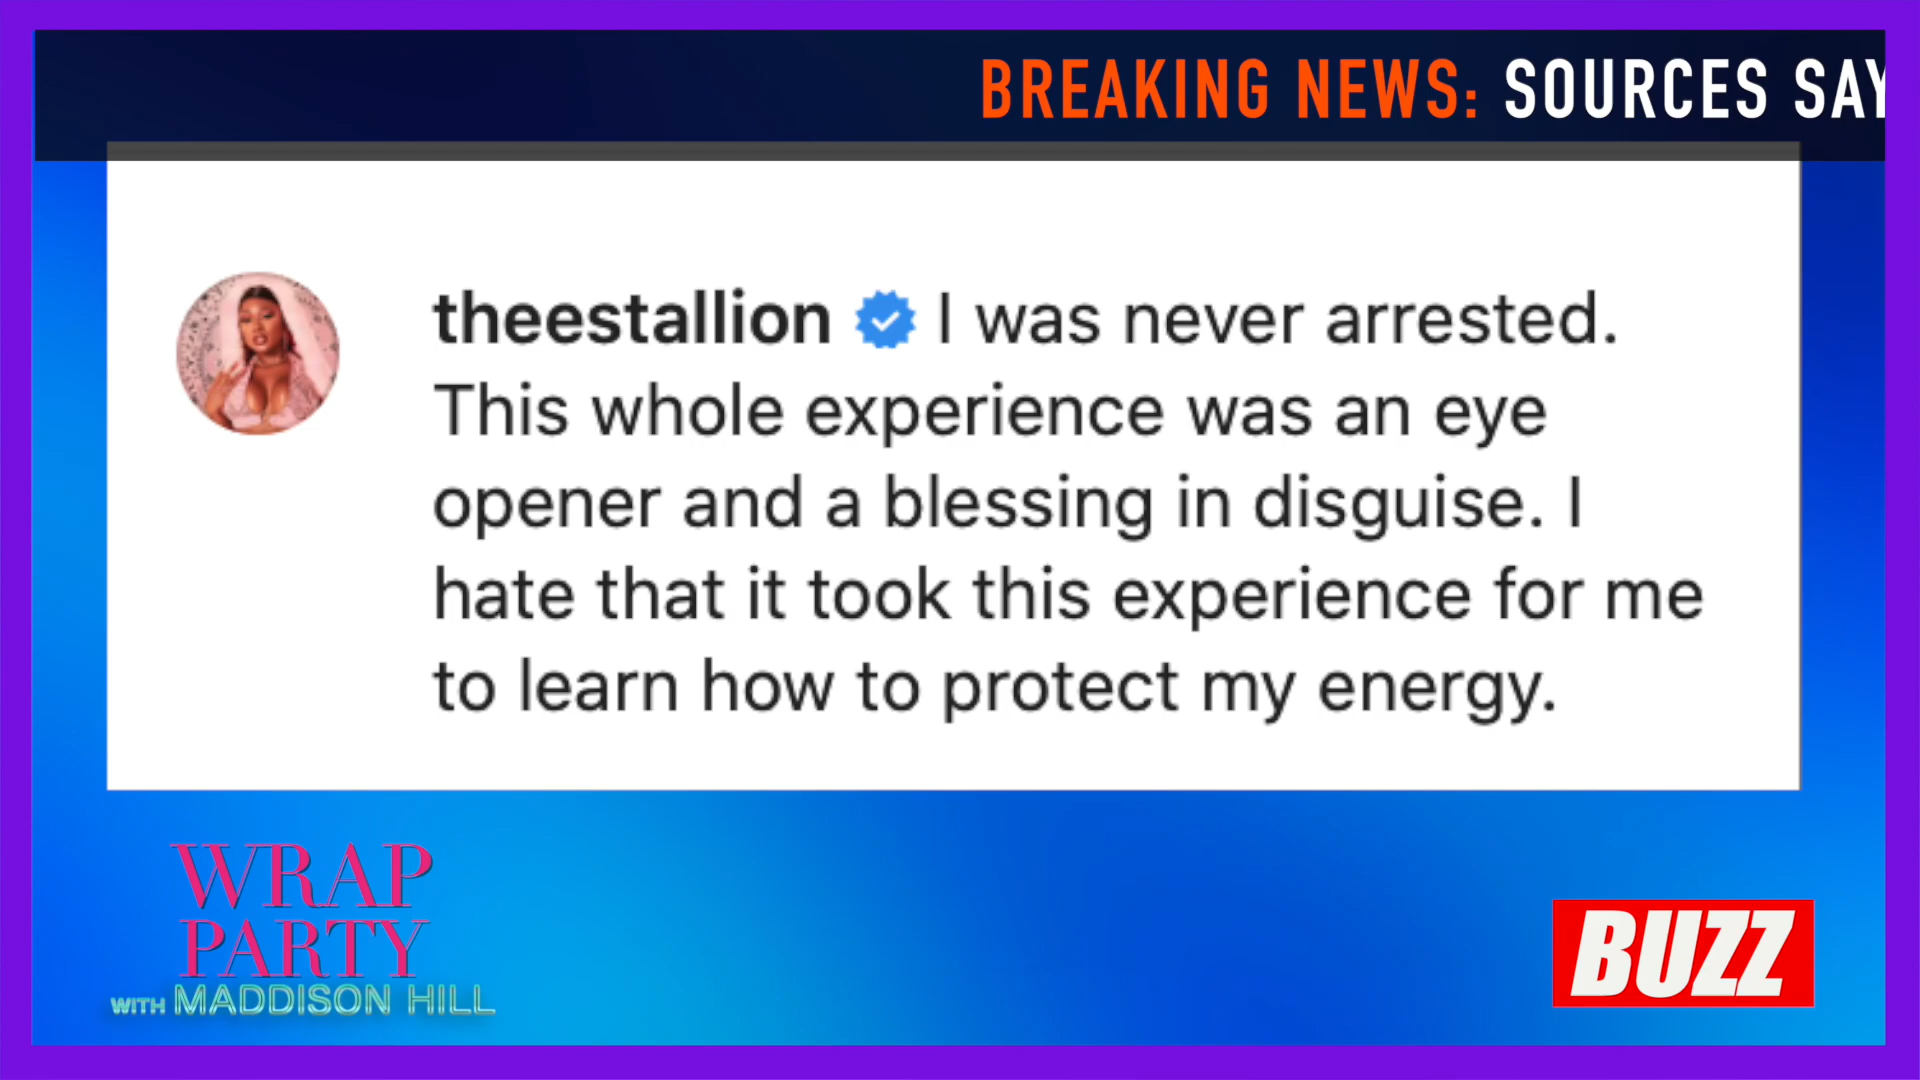 BREAKING NEWS: SOURCES SAY
theestallion I was never arrested.
This whole experience was an eye
opener and a blessing in disguise. I
hate that it took this experience for me
to learn how to protect my energy.
WRAP
PARTY
WITH MADDISON HILL
BUZZ